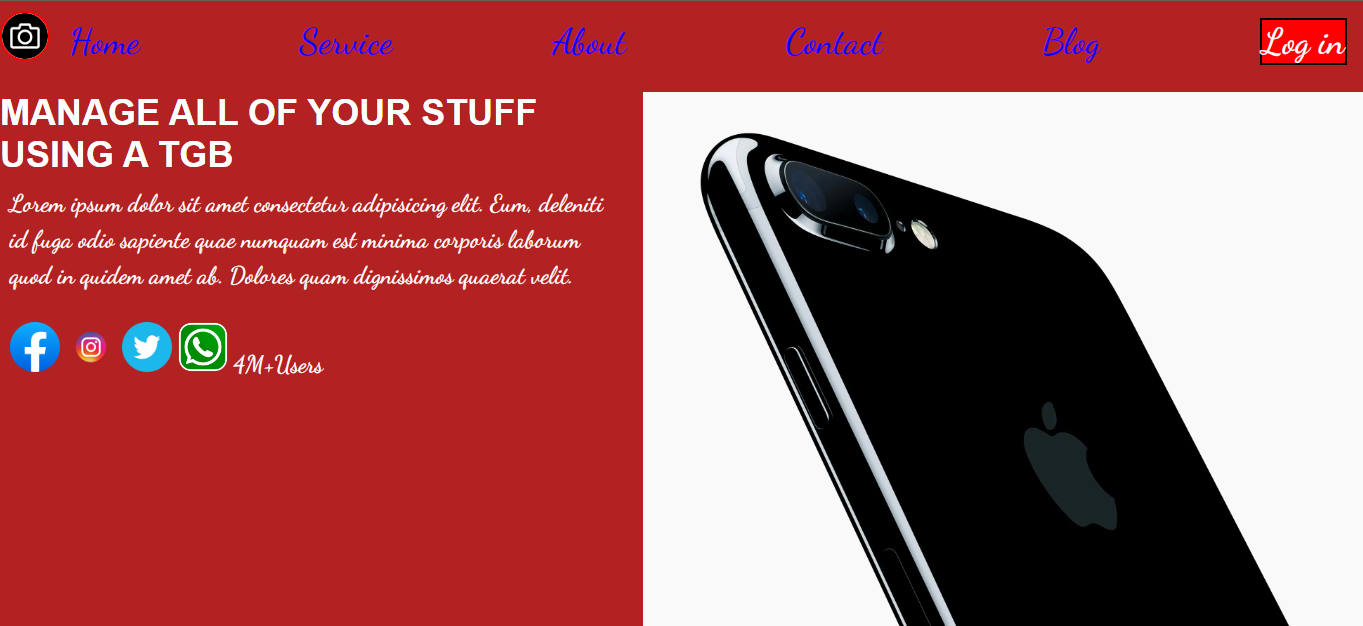 Home Service About Contact Blog Log in
MANAGE ALL OF YOUR STUFF
USING A TGB
Lorem ipsum dolor sit amet consectetur adipisicing elit. Eum, deleniti
id fuga odio sapiente quae numquam est minima corporis laborum
quod in quidem amet ab. Dolores quam dignissimos quaerat velit.
4M+Users